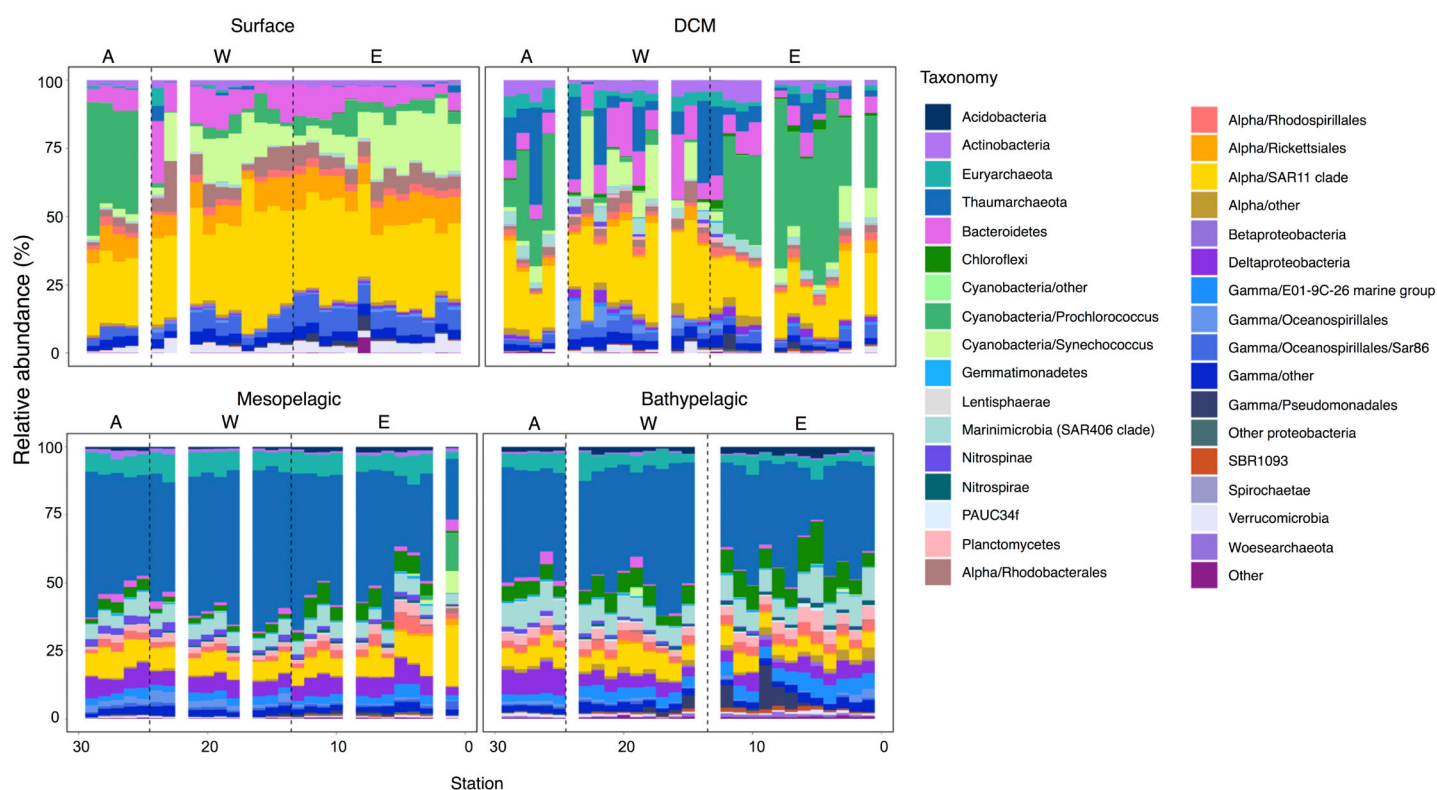 Surface
DCM
A W E
A W E
100
75
50
25
0
Relative abundance (%)
Mesopelagic
Bathypelagic
A W E
A W E
100
75
50
25
0
30 20 10 0
30 20 10 0
Station
Taxonomy
Acidobacteria
Actinobacteria
Euryarchaeota
Thaumarchaeota
Bacteroidetes
Chloroflexi
Cyanobacteria/other
Cyanobacteria/Prochlorococcus
Cyanobacteria/Synechococcus
Gemmatimonadetes
Lentisphaerae
Marinimicrobia (SAR406 clade)
Nitrospinae
Nitrospirae
PAUC34f
Planctomycetes
Alpha/Rhodobacterales
Alpha/Rhodospirillales
Alpha/Rickettsiales
Alpha/SAR11 clade
Alpha/other
Betaproteobacteria
Deltaproteobacteria
Gamma/E01-9C-26 marine group
Gamma/Oceanospirillales
Gamma/Oceanospirillales/Sar86
Gamma/other
Gamma/Pseudomonadales
Other proteobacteria
SBR1093
Spirochaetae
Verrucomicrobia
Woesearchaeota
Other